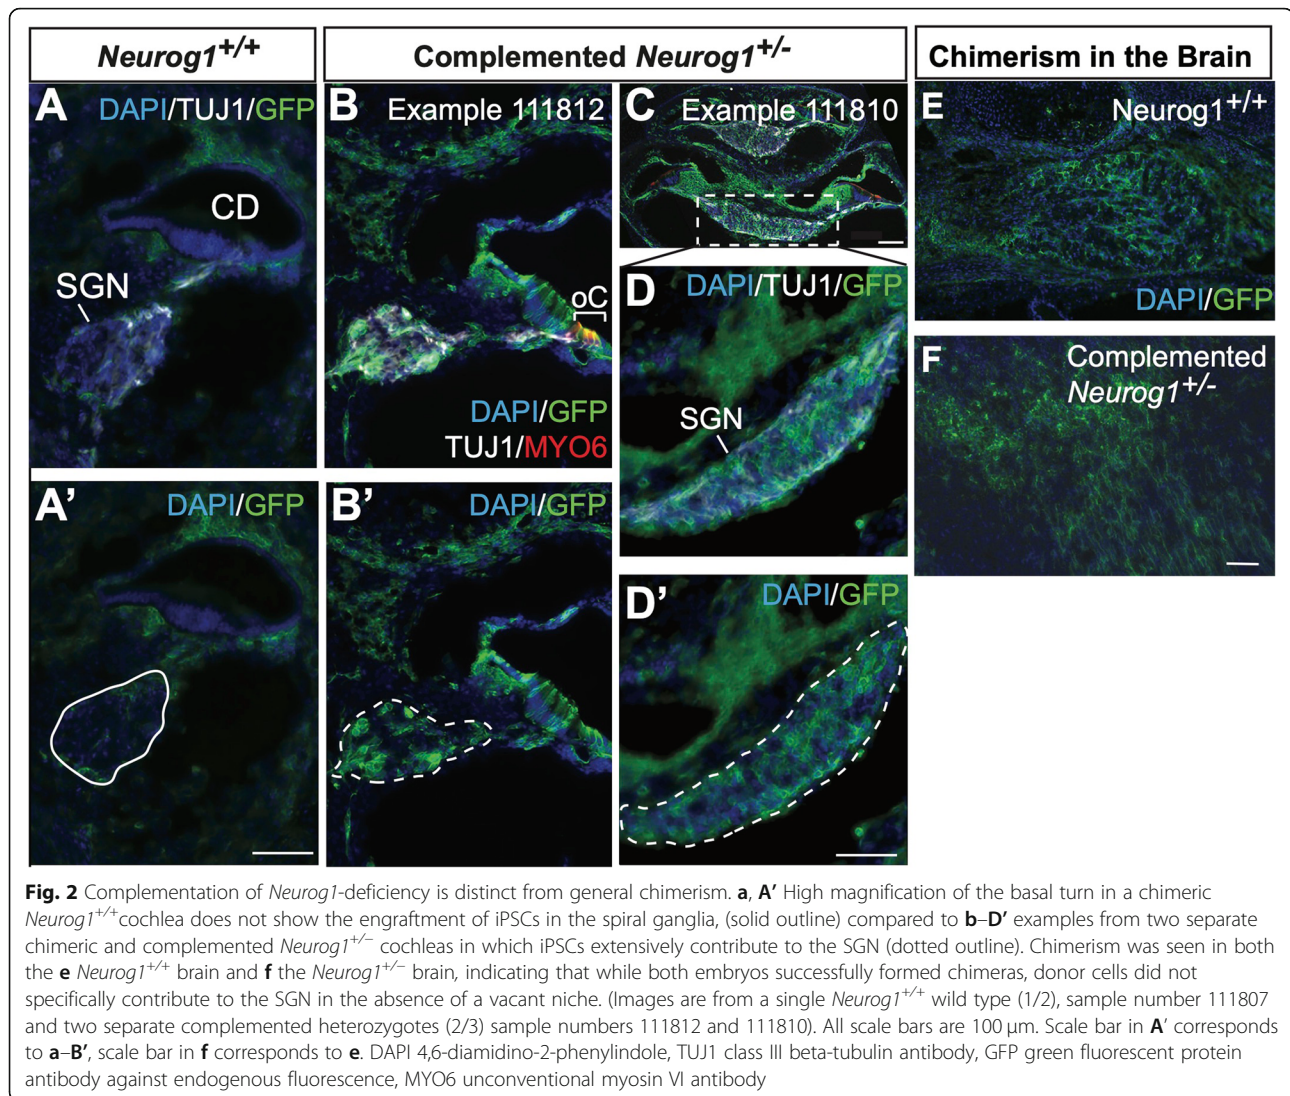 Neurog1+/+
Complemented Neurog1+/-
Chimerism in the Brain
A
DAPI/TUJ1/GFP
CD
SGN
B
Example 111812
oC
DAPI/GFP
TUJ1/MYO6
C
Example 111810
D
DAPI/TUJ1/GFP
SGN
E
Neurog1+/+
DAPI/GFP
F
Complemented
Neurog1+/-
A'
DAPI/GFP
B'
DAPI/GFP
D'
DAPI/GFP
Fig. 2 Complementation of Neurog1-deficiency is distinct from general chimerism. a, A' High magnification of the basal turn in a chimeric
Neurog1+/+cochlea does not show the engraftment of iPSCs in the spiral ganglia, (solid outline) compared to b–D' examples from two separate
chimeric and complemented Neurog1+/− cochleas in which iPSCs extensively contribute to the SGN (dotted outline). Chimerism was seen in both
the e Neurog1+/+ brain and f the Neurog1+/− brain, indicating that while both embryos successfully formed chimeras, donor cells did not
specifically contribute to the SGN in the absence of a vacant niche. (Images are from a single Neurog1+/+ wild type (1/2), sample number 111807
and two separate complemented heterozygotes (2/3) sample numbers 111812 and 111810). All scale bars are 100 μm. Scale bar in A' corresponds
to a–B', scale bar in f corresponds to e. DAPI 4,6-diamidino-2-phenylindole, TUJ1 class III beta-tubulin antibody, GFP green fluorescent protein
antibody against endogenous fluorescence, MYO6 unconventional myosin VI antibody